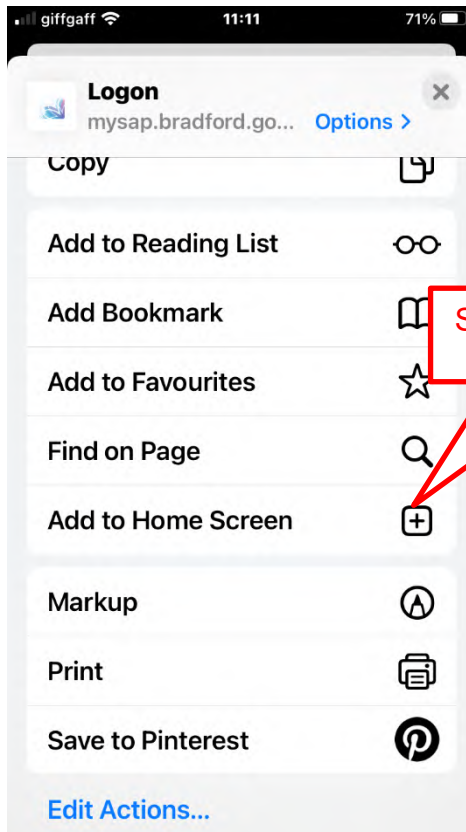 giffgaff 11:11 71%
Logon
mysap.bradford.go... Options >
Copy
Add to Reading List
Add Bookmark
Add to Favourites
Find on Page
Add to Home Screen
Markup
Print
Save to Pinterest
Edit Actions...